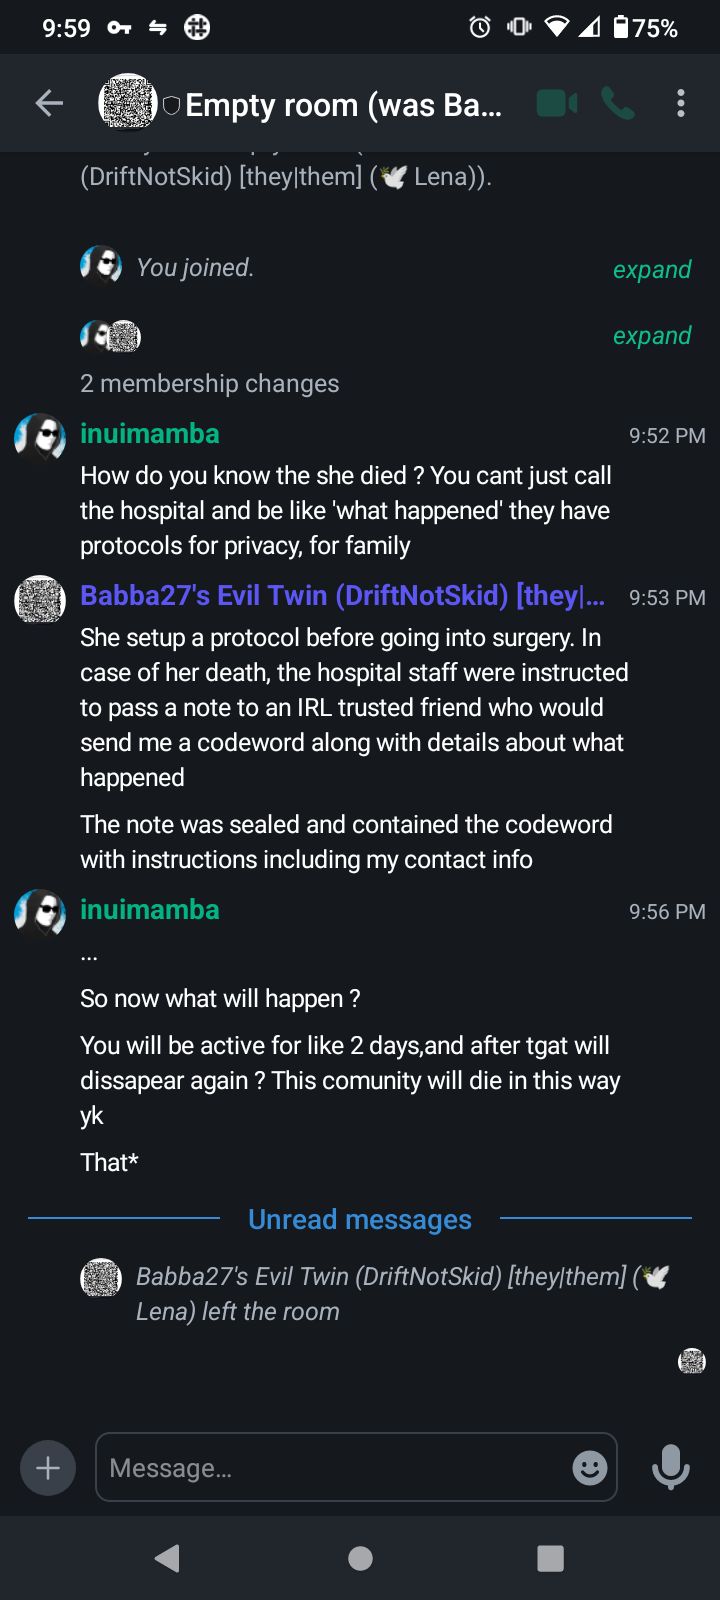 9:59
75%
Empty room (was Ba...
(DriftNotSkid) [they|them] (🕊 Lena)).
You joined.
expand
expand
2 membership changes
inuimamba
9:52 PM
How do you know the she died ? You cant just call
the hospital and be like 'what happened' they have
protocols for privacy, for family
Babba27's Evil Twin (DriftNotSkid) [they|...
9:53 PM
She setup a protocol before going into surgery. In
case of her death, the hospital staff were instructed
to pass a note to an IRL trusted friend who would
send me a codeword along with details about what
happened
The note was sealed and contained the codeword
with instructions including my contact info
inuimamba
9:56 PM
...
So now what will happen ?
You will be active for like 2 days,and after tgat will
dissapear again ? This comunity will die in this way
yk
That*
Unread messages
Babba27's Evil Twin (DriftNotSkid) [they|them] (🕊
Lena) left the room
Message...